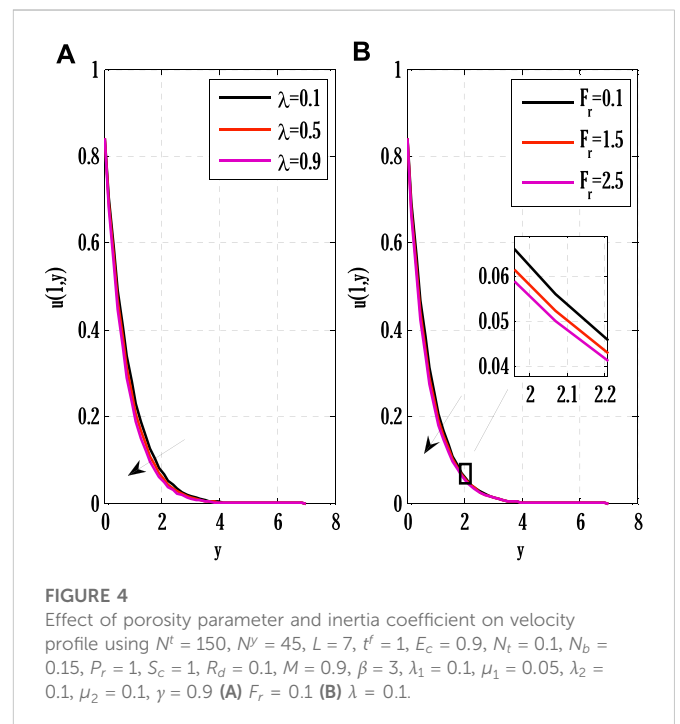 A
1
0.8
0.6
0.4
0.2
0
0 2 4 6 8
u(1,y)
y
λ=0.1
λ=0.5
λ=0.9
B
1
0.8
0.6
0.4
0.2
0
0 2 4 6 8
u(1,y)
y
F_r=0.1
F_r=1.5
F_r=2.5
0.06
0.05
0.04
2 2.1 2.2
FIGURE 4
Effect of porosity parameter and inertia coefficient on velocity
profile using N^t = 150, N^y = 45, L = 7, t^f = 1, E_c = 0.9, N_t = 0.1, N_b =
0.15, P_r = 1, S_c = 1, R_d = 0.1, M = 0.9, β = 3, λ_1 = 0.1, μ_1 = 0.05, λ_2 =
0.1, μ_2 = 0.1, γ = 0.9 (A) F_r = 0.1 (B) λ = 0.1.